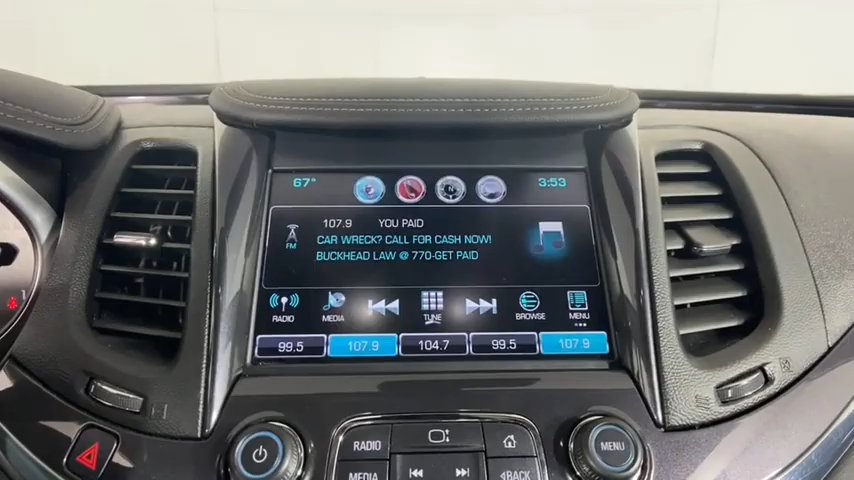 67° N 3:53
107.9 YOU PAID
CAR WRECK? CALL FOR CASH NOW!
BUCKHEAD LAW @ 770-GET PAID
FM
RADIO MEDIA TUNE BROWSE MENU
99.5 107.9 104.7 99.5 107.9
RADIO MENU
MEDIA BACK